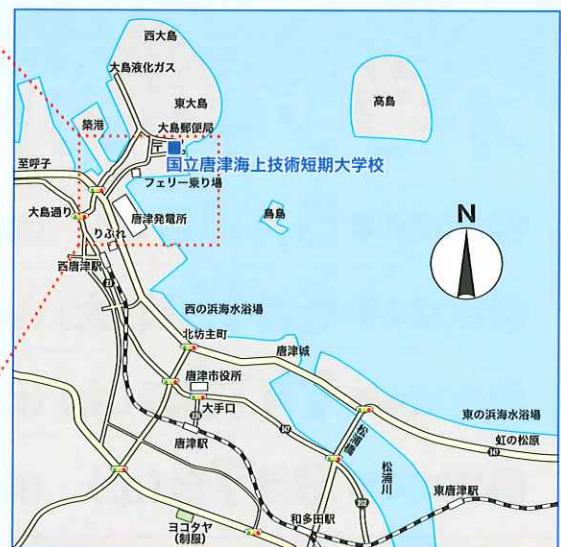 西大島
大島液化ガス
東大島
高島
築港
大島郵便局
至呼子
国立唐津海上技術短期大学校
フェリー乗り場
大島通り
唐津発電所
鳥島
N
りふれ
西唐津駅
西の浜海水浴場
北坊主町
唐津城
唐津市役所
大手口
東の浜海水浴場
虹の松原
唐津駅
松浦橋
松浦川
東唐津駅
和多田駅
ヨコタヤ
(制服)